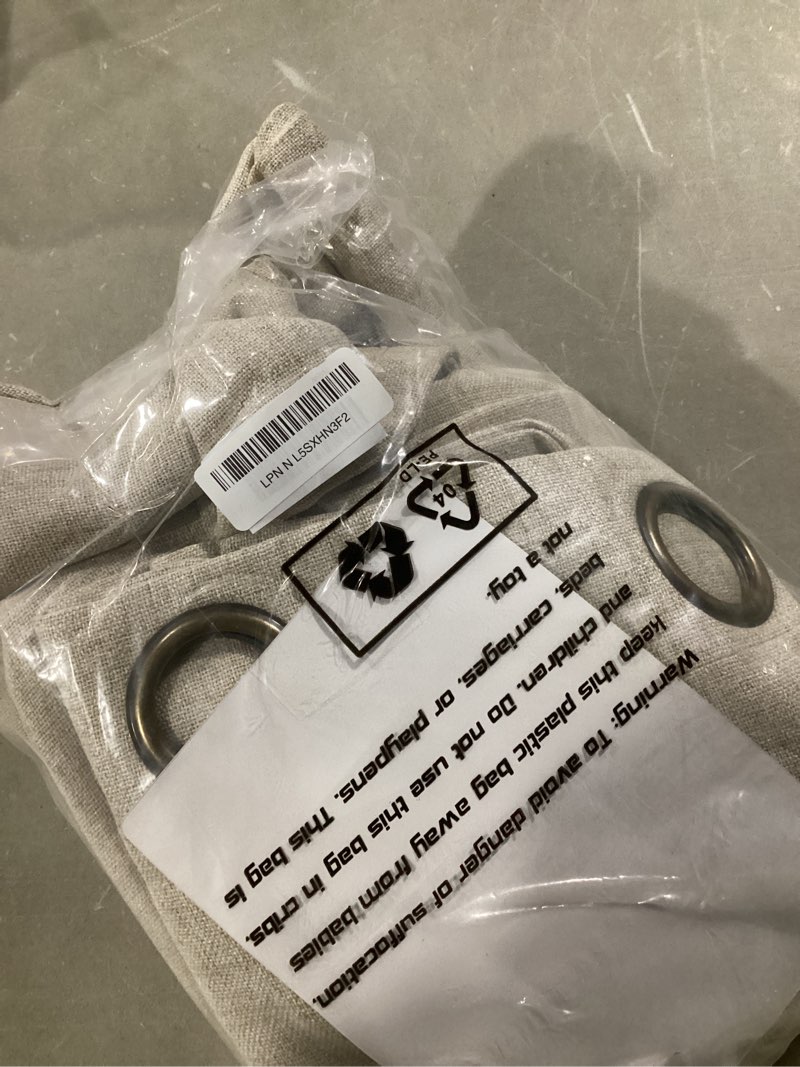 LPN N L5SXHN3F2
PE-LD
04
Warning: To avoid danger of suffocation,
keep this plastic bag away from babies
and children. Do not use this bag in cribs,
beds, carriages, or playpens. This bag is
not a toy.